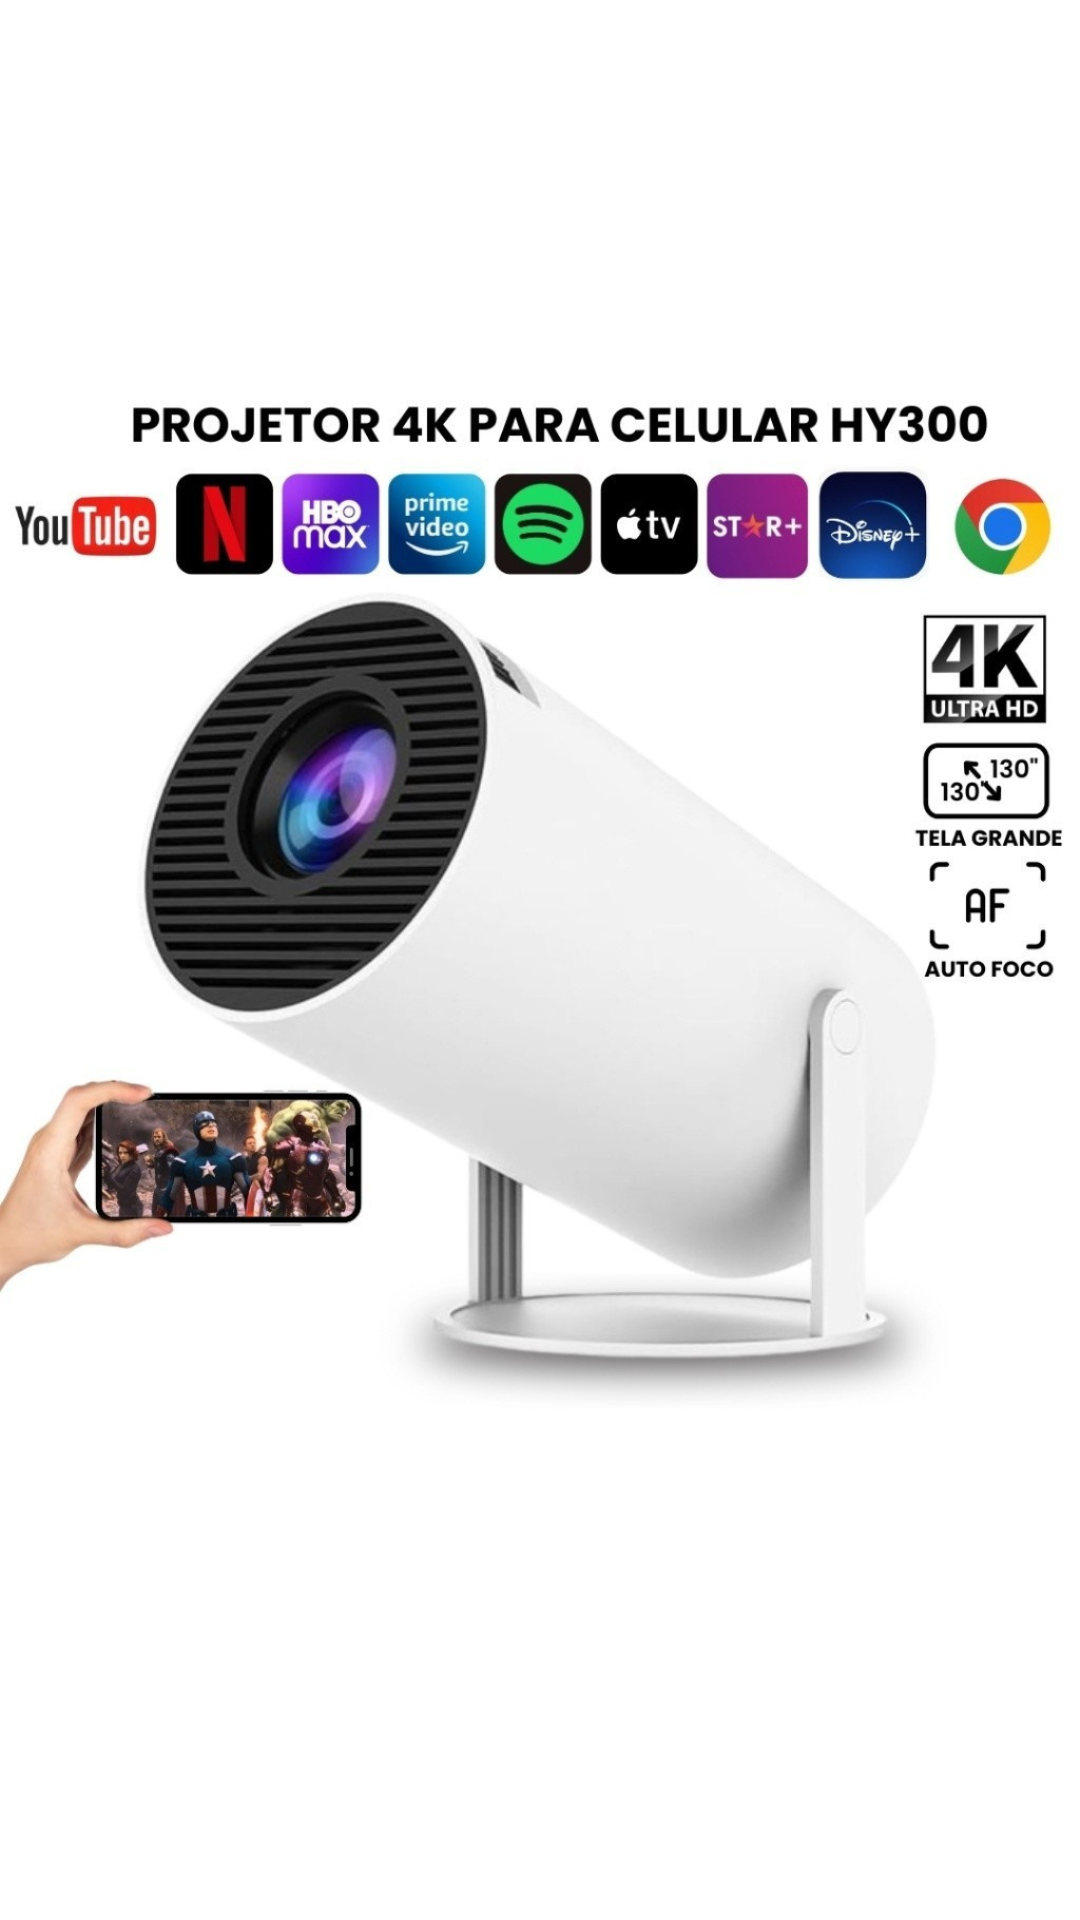 PROJETOR 4K PARA CELULAR HY300
YouTube
N
HBO
max
prime
video
tv
ST★R+
Disney+
4K
ULTRA HD
130"
130"
TELA GRANDE
AF
AUTO FOCO